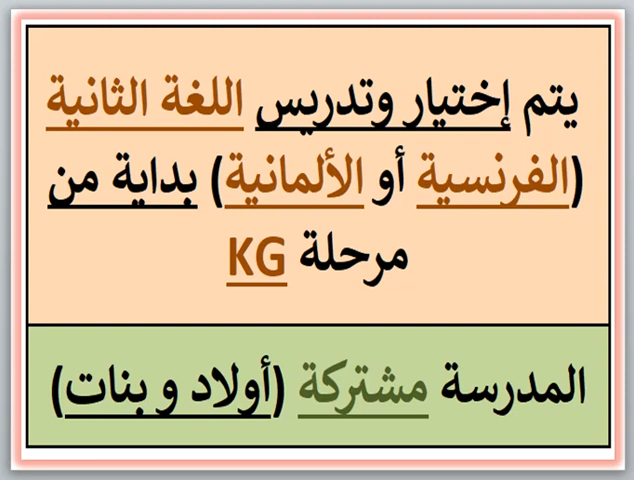 يتم إختيار وتدريس اللغة الثانية
(الفرنسية أو الألمانية) بداية من
مرحلة KG
المدرسة مشتركة (أولاد و بنات)